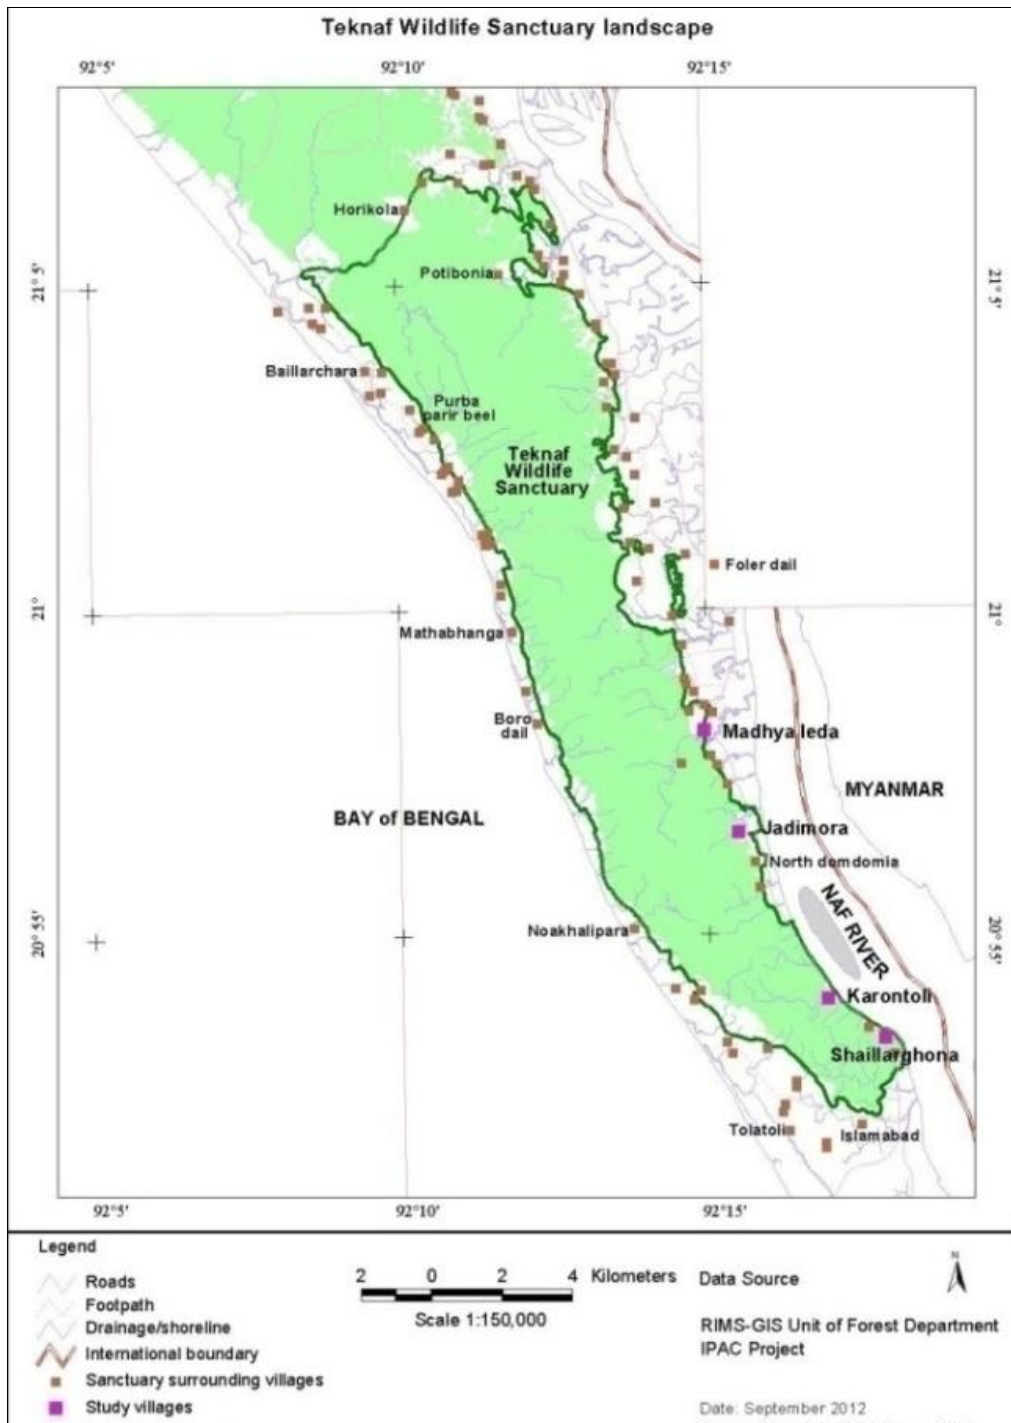 Teknaf Wildlife Sanctuary landscape
92°5'
92°10'
92°15'
Horikola
Potibonia
21° 5'
21° 5'
Baillarchara
Purba
parir beel
Teknaf
Wildlife
Sanctuary
Foler dail
21°
21°
Mathabhanga
Boro
dail
Madhya leda
MYANMAR
BAY of BENGAL
Jadimora
North domdomia
NAF RIVER
Noakhalipara
20° 55'
20° 55'
Karontoli
Shaillarghona
Tolatoli
Islamabad
92°5'
92°10'
92°15'
Legend
Roads
Footpath
Drainage/shoreline
International boundary
Sanctuary surrounding villages
Study villages
2 0 2 4 Kilometers
Scale 1:150,000
Data Source
N
RIMS-GIS Unit of Forest Department
IPAC Project
Date: September 2012